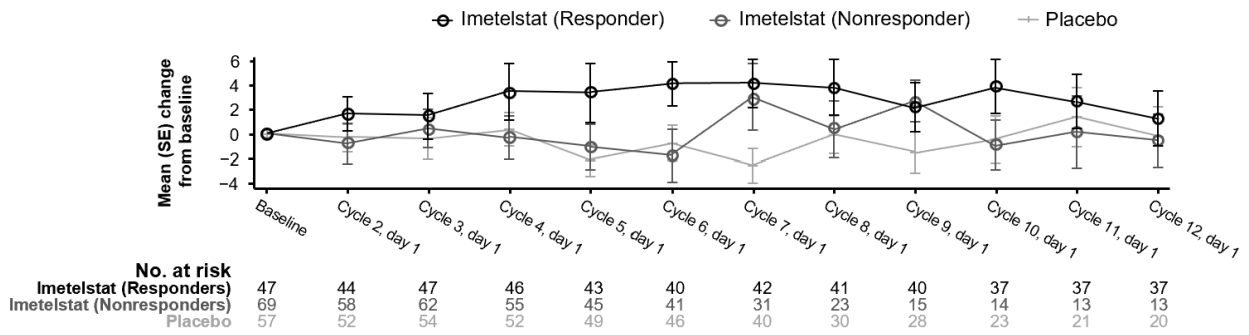 Imetelstat (Responder) Imetelstat (Nonresponder) Placebo
Mean (SE) change
from baseline
6
4
2
0
−2
−4
Baseline Cycle 2, day 1 Cycle 3, day 1 Cycle 4, day 1 Cycle 5, day 1 Cycle 6, day 1 Cycle 7, day 1 Cycle 8, day 1 Cycle 9, day 1 Cycle 10, day 1 Cycle 11, day 1 Cycle 12, day 1
No. at risk
Imetelstat (Responders) 47 44 47 46 43 40 42 41 40 37 37 37
Imetelstat (Nonresponders) 69 58 62 55 45 41 31 23 15 14 13 13
Placebo 57 52 54 52 49 46 40 30 28 23 21 20